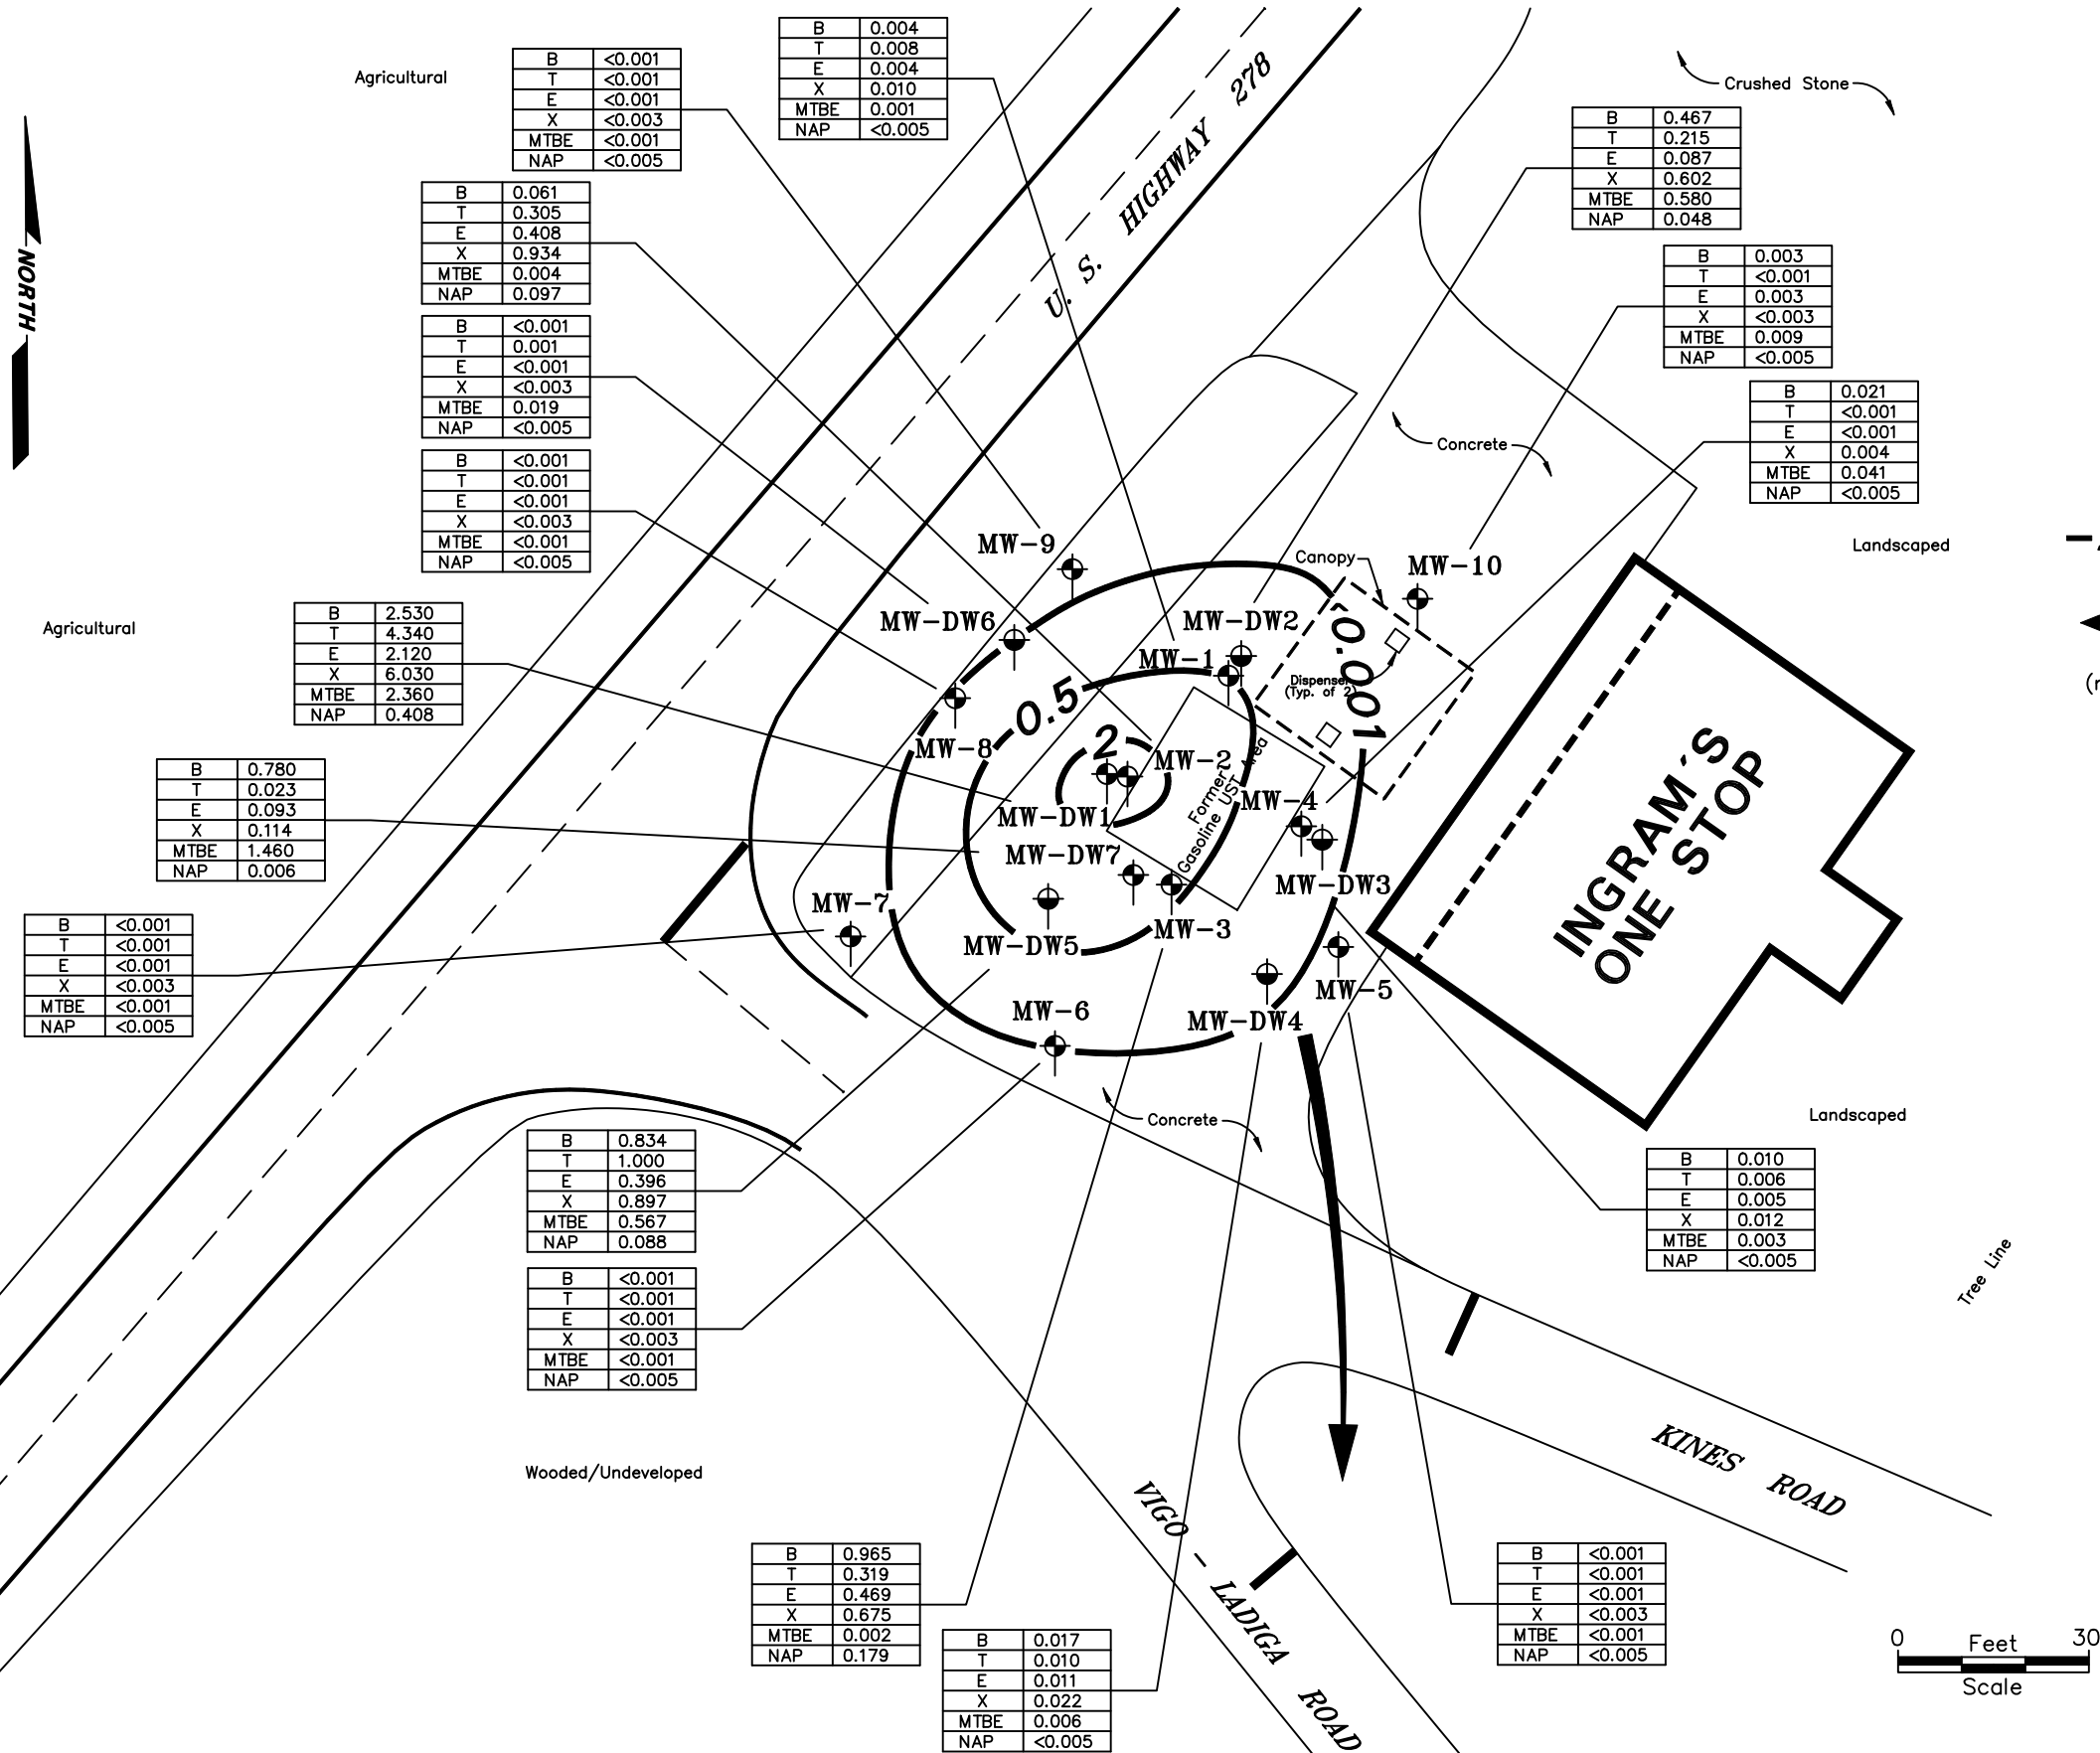 B 0.004
T 0.008
E 0.004
X 0.010
MTBE 0.001
NAP <0.005
Agricultural
B <0.001
T <0.001
E <0.001
X <0.003
MTBE <0.001
NAP <0.005
U. S. HIGHWAY 278
Crushed Stone
B 0.467
T 0.215
E 0.087
X 0.602
MTBE 0.580
NAP 0.048
NORTH
B 0.061
T 0.305
E 0.408
X 0.934
MTBE 0.004
NAP 0.097
B 0.003
T <0.001
E 0.003
X <0.003
MTBE 0.009
NAP <0.005
B <0.001
T 0.001
E <0.001
X <0.003
MTBE 0.019
NAP <0.005
B 0.021
T <0.001
E <0.001
X 0.004
MTBE 0.041
NAP <0.005
Concrete
B <0.001
T <0.001
E <0.001
X <0.003
MTBE <0.001
NAP <0.005
Landscaped
MW-9
Canopy
MW-10
Agricultural
B 2.530
T 4.340
E 2.120
X 6.030
MTBE 2.360
NAP 0.408
MW-DW6
MW-DW2
<0.001
MW-1
Dispenser
(Typ. of 2)
(r
0.5
2
MW-8
MW-2
Former
Gasoline UST Area
MW-4
MW-DW1
INGRAM'S
ONE STOP
B 0.780
T 0.023
E 0.093
X 0.114
MTBE 1.460
NAP 0.006
MW-DW7
MW-DW3
MW-7
MW-3
MW-DW5
B <0.001
T <0.001
E <0.001
X <0.003
MTBE <0.001
NAP <0.005
MW-5
MW-6
MW-DW4
Concrete
Landscaped
B 0.834
T 1.000
E 0.396
X 0.897
MTBE 0.567
NAP 0.088
B 0.010
T 0.006
E 0.005
X 0.012
MTBE 0.003
NAP <0.005
Tree Line
B <0.001
T <0.001
E <0.001
X <0.003
MTBE <0.001
NAP <0.005
Wooded/Undeveloped
KINES ROAD
VIGO - LADIGA ROAD
B 0.965
T 0.319
E 0.469
X 0.675
MTBE 0.002
NAP 0.179
B 0.017
T 0.010
E 0.011
X 0.022
MTBE 0.006
NAP <0.005
B <0.001
T <0.001
E <0.001
X <0.003
MTBE <0.001
NAP <0.005
0 Feet 30
Scale